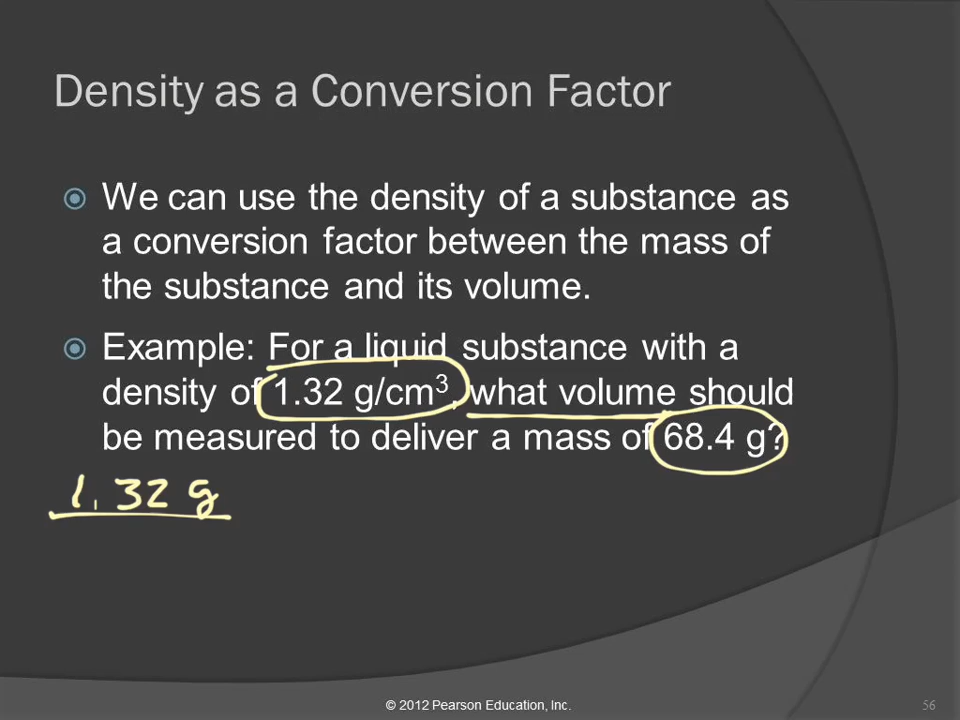 Density as a Conversion Factor
We can use the density of a substance as
a conversion factor between the mass of
the substance and its volume.
Example: For a liquid substance with a
density of 1.32 g/cm³, what volume should
be measured to deliver a mass of 68.4 g?
1.32 g
© 2012 Pearson Education, Inc.
56